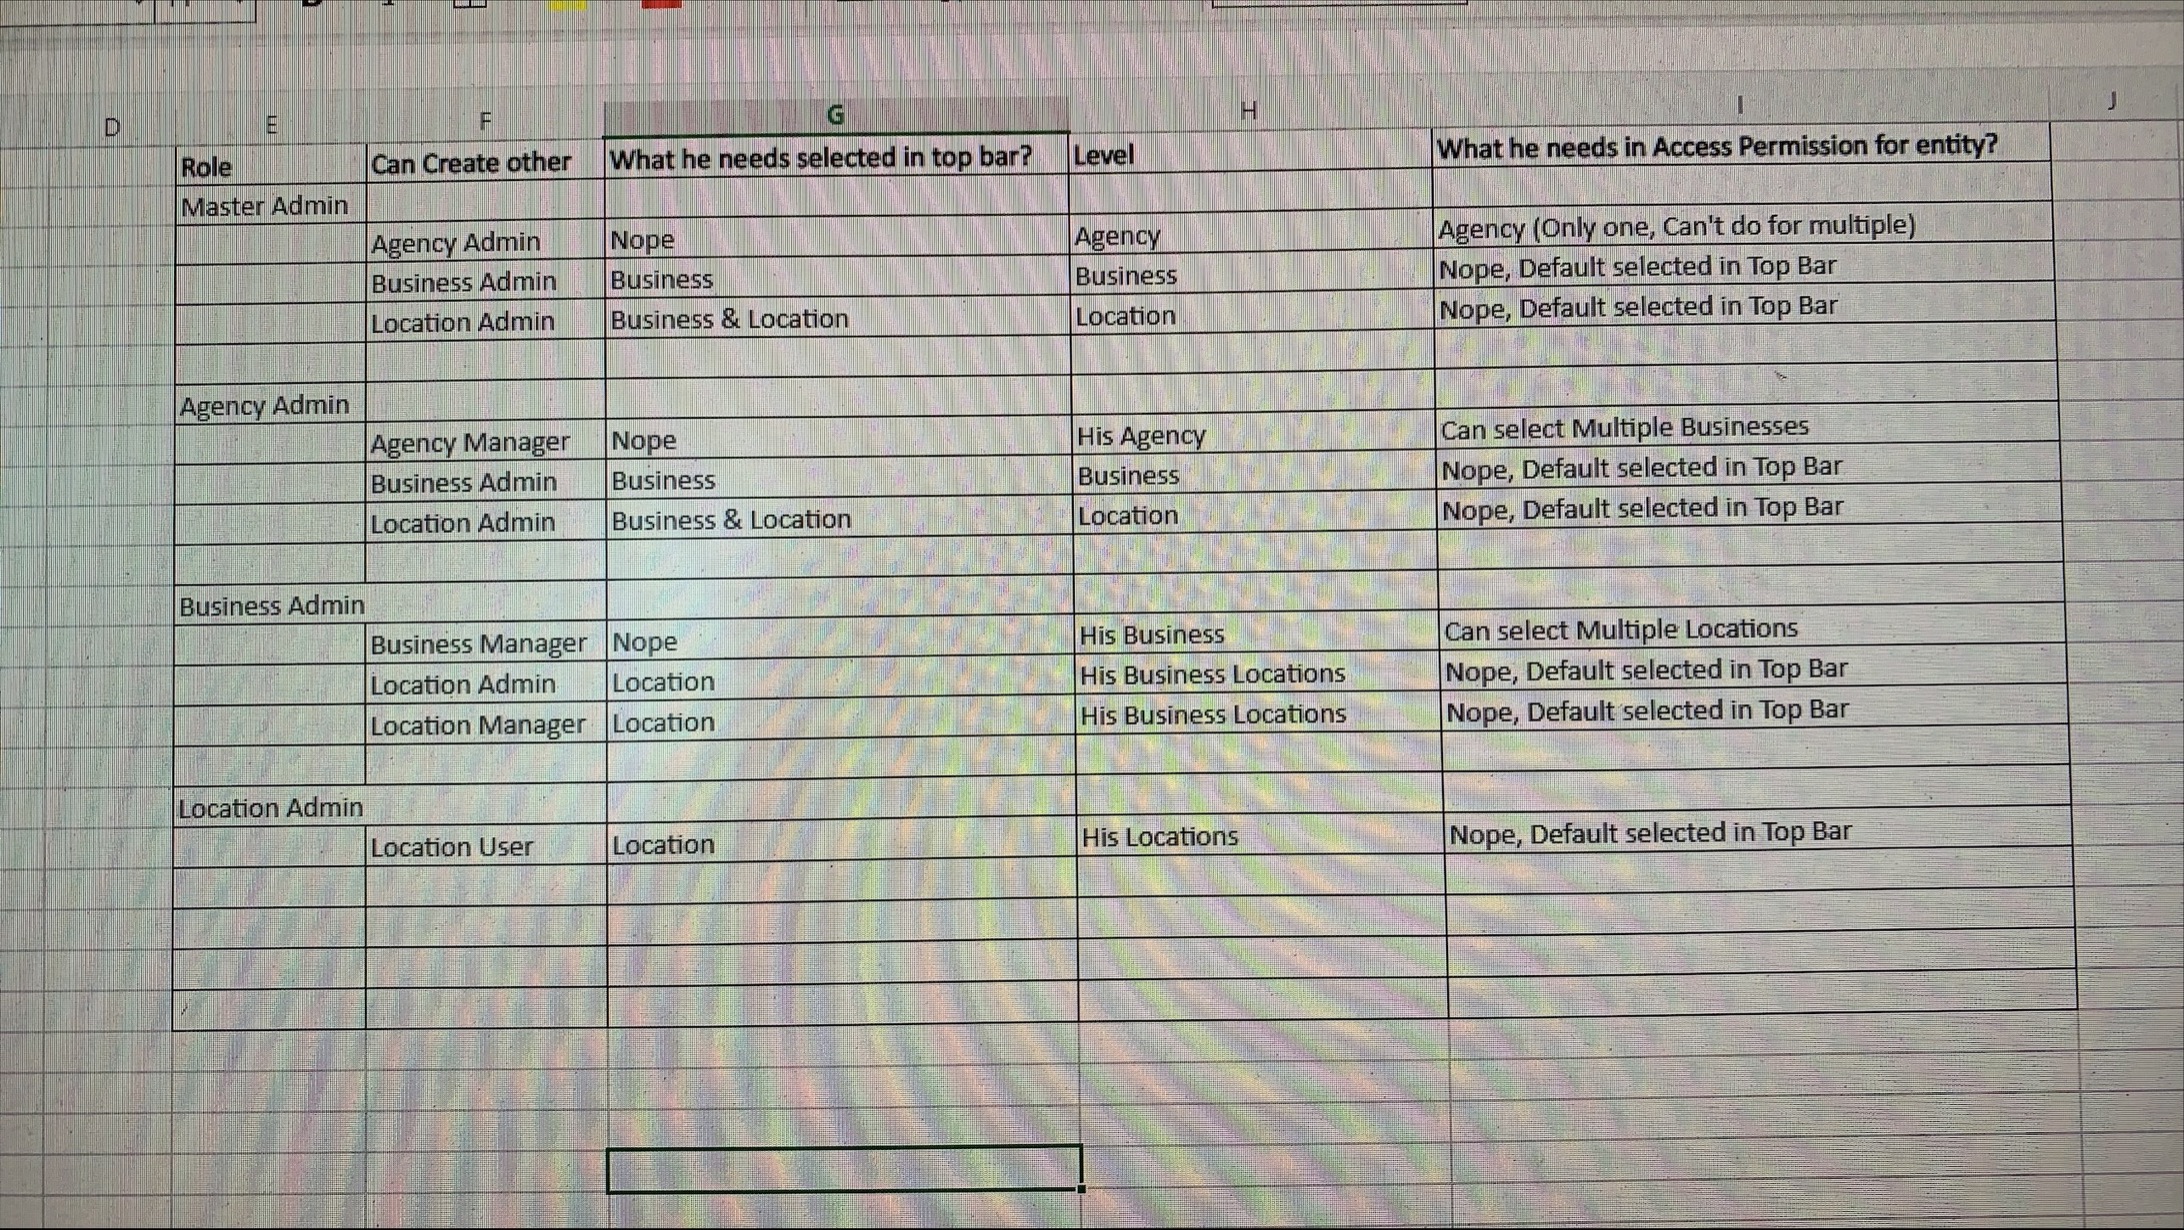 D E F G H I J
Role Can Create other What he needs selected in top bar? Level What he needs in Access Permission for entity?
Master Admin
Agency Admin Nope Agency Agency (Only one, Can't do for multiple)
Business Admin Business Business Nope, Default selected in Top Bar
Location Admin Business & Location Location Nope, Default selected in Top Bar
Agency Admin
Agency Manager Nope His Agency Can select Multiple Businesses
Business Admin Business Business Nope, Default selected in Top Bar
Location Admin Business & Location Location Nope, Default selected in Top Bar
Business Admin
Business Manager Nope His Business Can select Multiple Locations
Location Admin Location His Business Locations Nope, Default selected in Top Bar
Location Manager Location His Business Locations Nope, Default selected in Top Bar
Location Admin
Location User Location His Locations Nope, Default selected in Top Bar